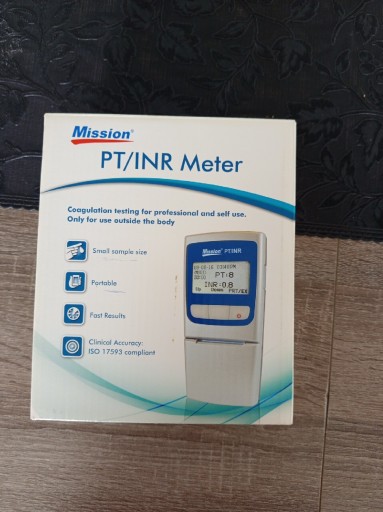 Mission®
PT/INR Meter
Coagulation testing for professional and self use.
Only for use outside the body
Small sample size
Portable
Fast Results
Clinical Accuracy:
ISO 17593 compliant
Mission® PT/INR
PT:8
INR:0.8